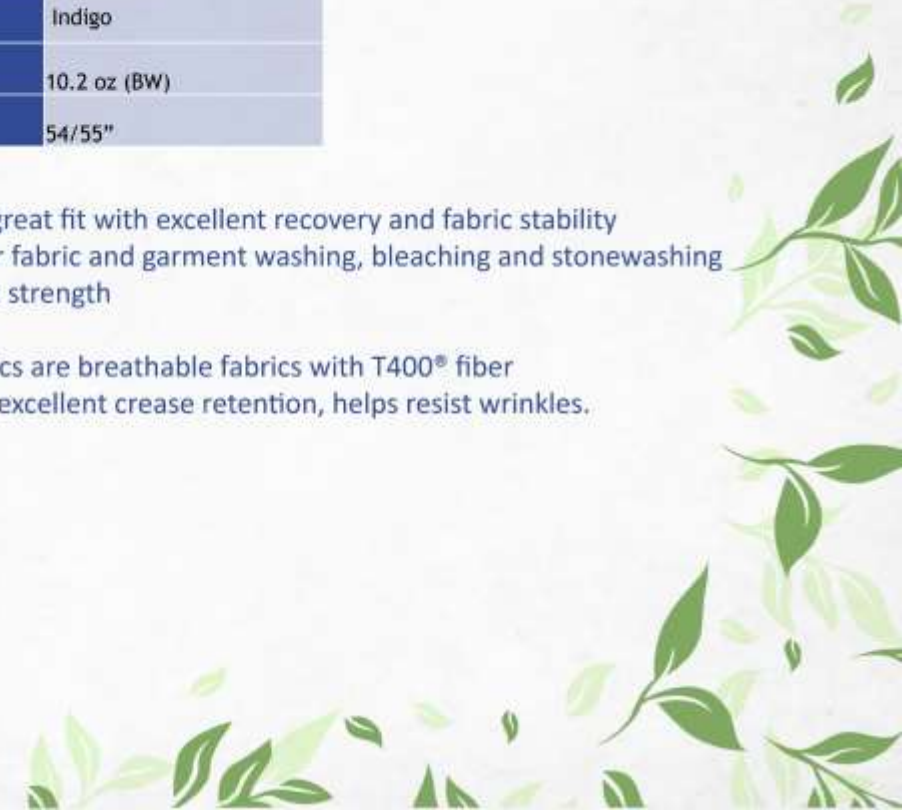 Indigo
10.2 oz (BW)
54/55”
great fit with excellent recovery and fabric stability
r fabric and garment washing, bleaching and stonewashing
strength
cs are breathable fabrics with T400® fiber
excellent crease retention, helps resist wrinkles.